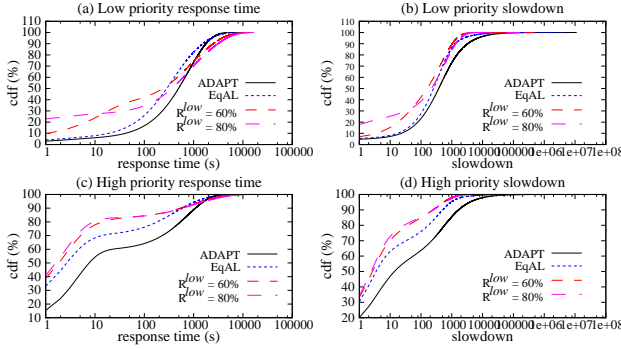 (a) Low priority response time
cdf (%)
100
90
80
70
60
50
40
30
20
10
0
ADAPT
EqAL
R^low = 60%
R^low = 80%
1 10 100 1000 10000 100000
response time (s)
(b) Low priority slowdown
cdf (%)
100
90
80
70
60
50
40
30
20
10
0
ADAPT
EqAL
R^low = 60%
R^low = 80%
1 10 100 1000 10000 100000 1e+06 1e+07 1e+08
slowdown
(c) High priority response time
cdf (%)
100
90
80
70
60
50
40
30
20
10
ADAPT
EqAL
R^low = 60%
R^low = 80%
1 10 100 1000 10000 100000
response time (s)
(d) High priority slowdown
cdf (%)
100
90
80
70
60
50
40
30
20
ADAPT
EqAL
R^low = 60%
R^low = 80%
1 10 100 1000 10000 100000 1e+06 1e+07 1e+08
slowdown